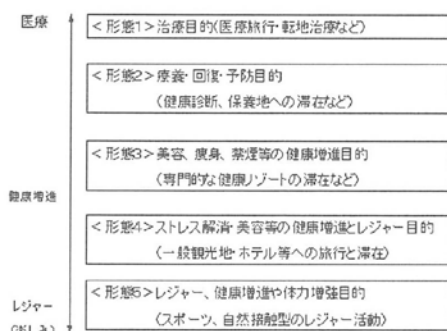 医療
<形態1>治療目的(医療旅行・転地治療など)
<形態2>療養・回復・予防目的
(健康診断、保養地への滞在など)
<形態3>美容、痩身、禁煙等の健康増進目的
(専門的な健康リゾートの滞在など)
健康増進
<形態4>ストレス解消・美容等の健康増進とレジャー目的
(一般観光地・ホテル等への旅行と滞在)
レジャー
<形態5>レジャー、健康増進や体力増強目的
(スポーツ、自然接触型のレジャー活動)